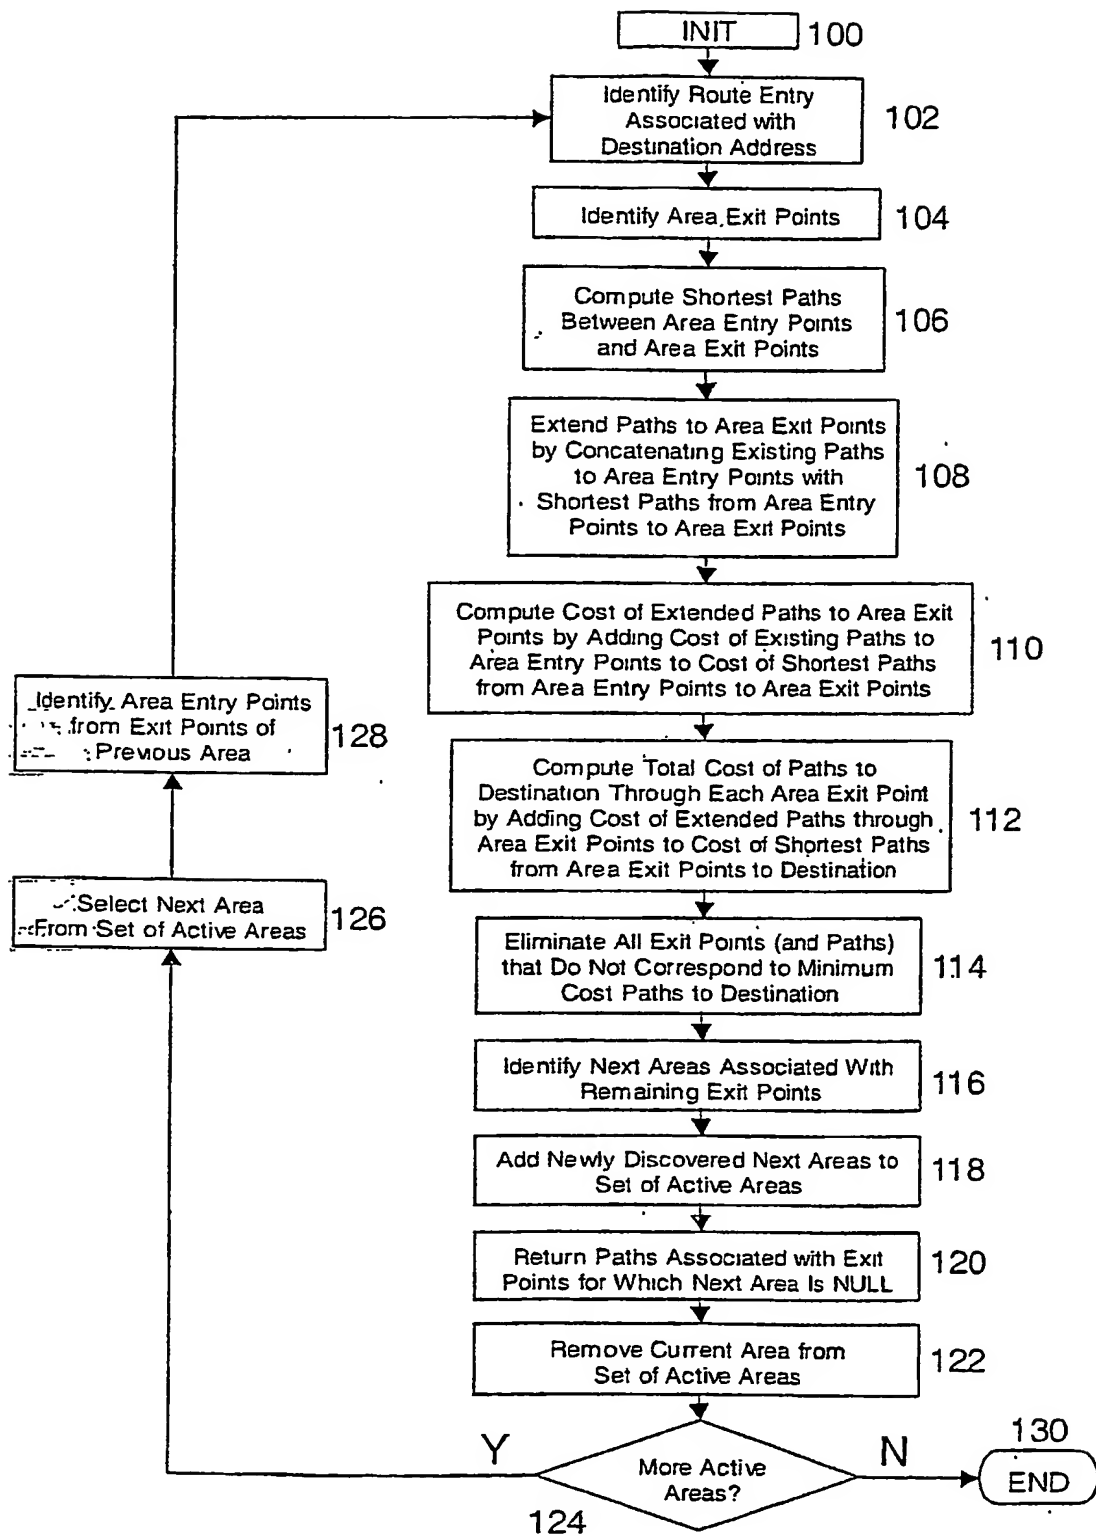 INIT
100
Identify Route Entry
Associated with
Destination Address
102
Identify Area Exit Points
104
Compute Shortest Paths
Between Area Entry Points
and Area Exit Points
106
Extend Paths to Area Exit Points
by Concatenating Existing Paths
to Area Entry Points with
Shortest Paths from Area Entry
Points to Area Exit Points
108
Compute Cost of Extended Paths to Area Exit
Points by Adding Cost of Existing Paths to
Area Entry Points to Cost of Shortest Paths
from Area Entry Points to Area Exit Points
110
Compute Total Cost of Paths to
Destination Through Each Area Exit Point
by Adding Cost of Extended Paths through
Area Exit Points to Cost of Shortest Paths
from Area Exit Points to Destination
112
Eliminate All Exit Points (and Paths)
that Do Not Correspond to Minimum
Cost Paths to Destination
114
Identify Next Areas Associated With
Remaining Exit Points
116
Add Newly Discovered Next Areas to
Set of Active Areas
118
Return Paths Associated with Exit
Points for Which Next Area Is NULL
120
Remove Current Area from
Set of Active Areas
122
More Active
Areas?
124
Y
N
130
END
Select Next Area
From Set of Active Areas
126
Identify Area Entry Points
from Exit Points of
Previous Area
128